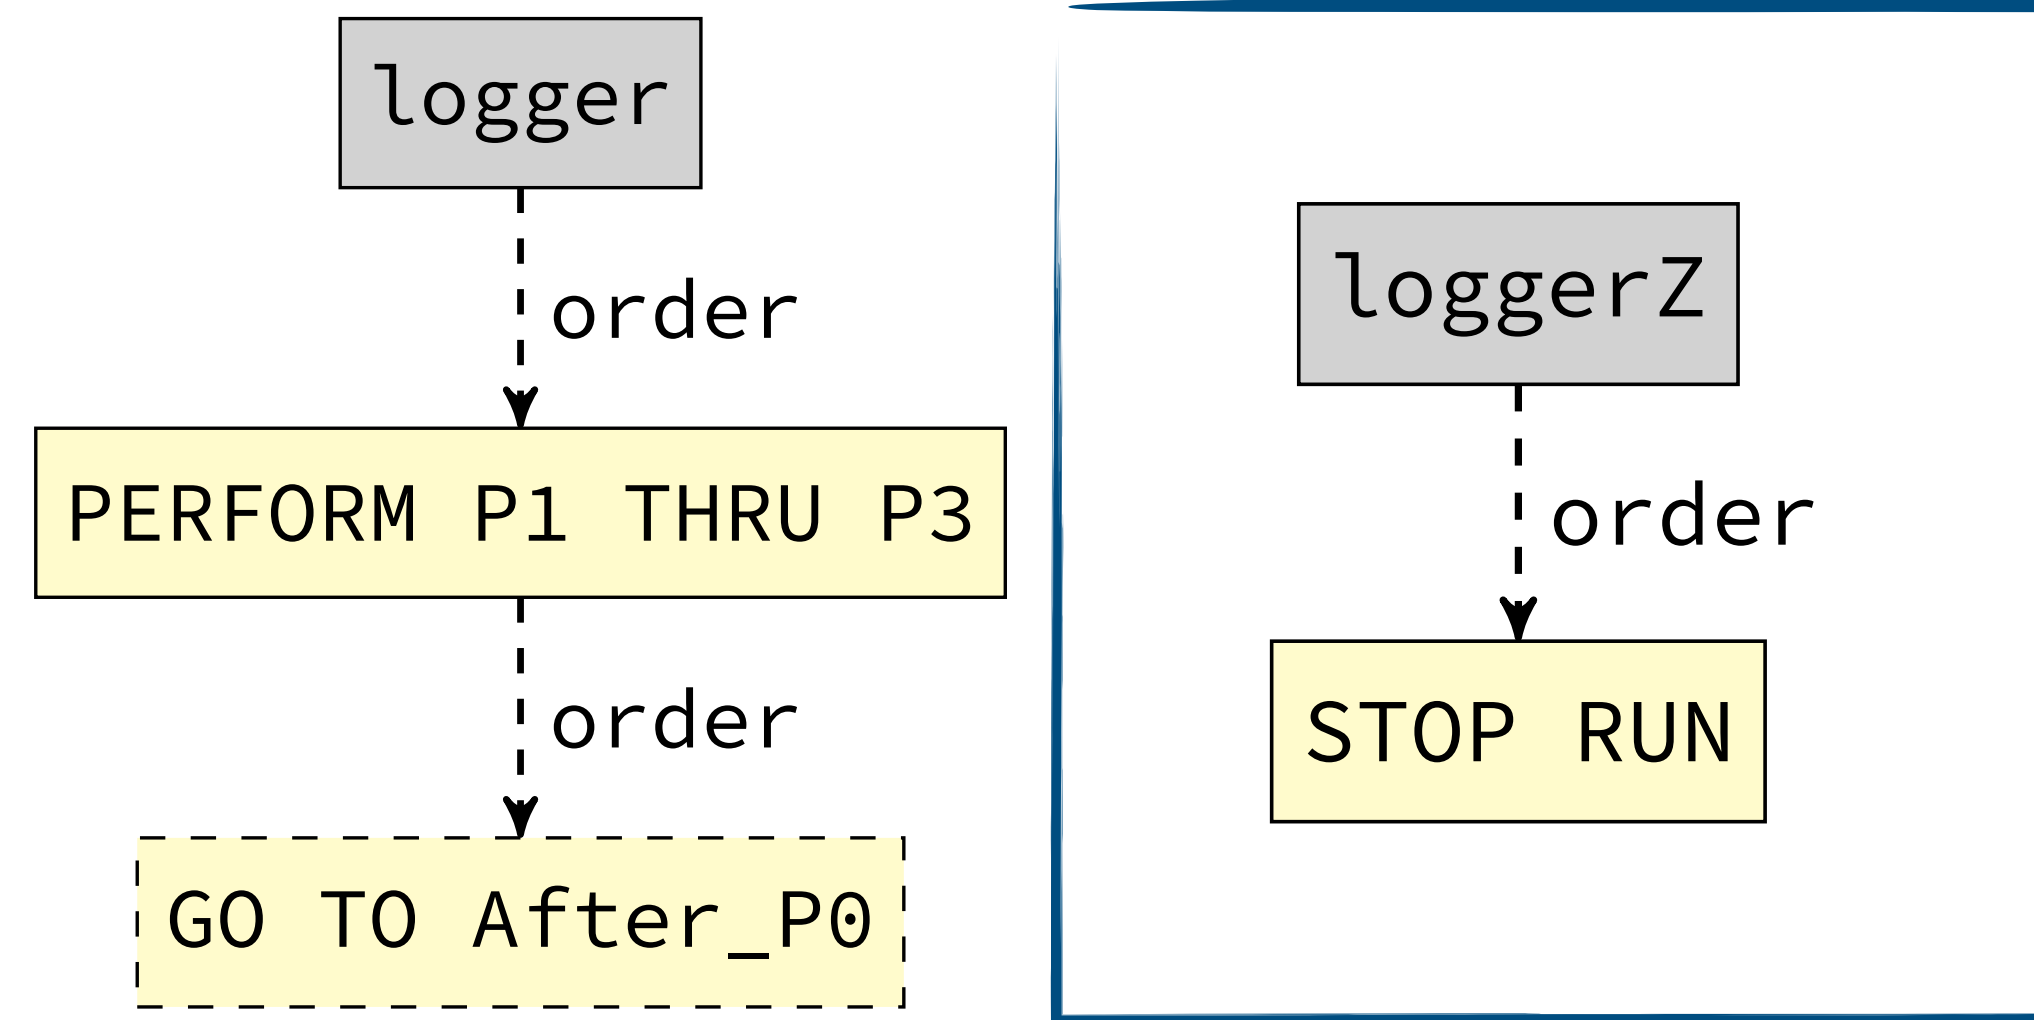 logger
order
PERFORM P1 THRU P3
order
GO TO After_P0
loggerZ
order
STOP RUN